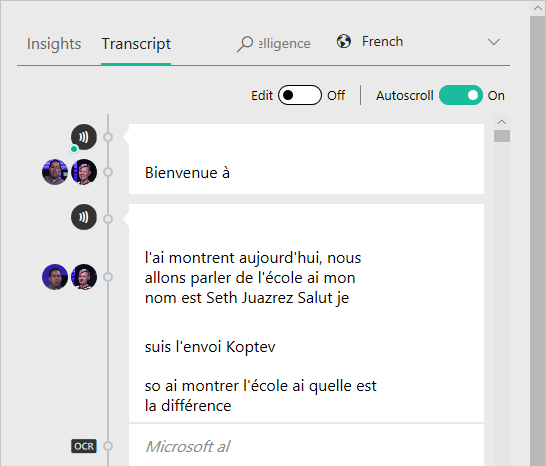 Insights Transcript elligence French
Edit Off Autoscroll On
Bienvenue à
l'ai montrent aujourd'hui, nous
allons parler de l'école ai mon
nom est Seth Juazrez Salut je
suis l'envoi Koptev
so ai montrer l'école ai quelle est
la différence
OCR Microsoft al